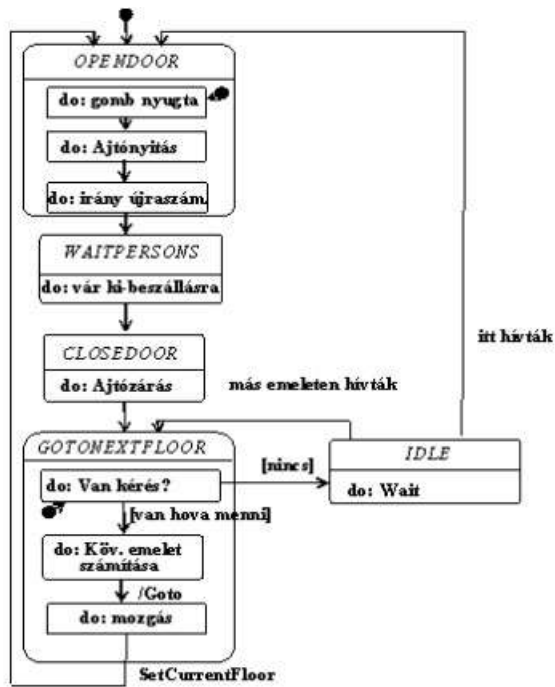 OPENDOOR
do: gomb nyugta
do: Ajtónyitás
do: irány újraszám.
WAITPERSONS
do: vár ki-beszállásra
CLOSEDOOR
do: Ajtózárás
itt hívták
más emeleten hívták
GOTONEXTFLOOR
do: Van kérés?
[nincs]
IDLE
do: Wait
[van hova menni]
do: Köv. emelet
számítása
/Goto
do: mozgás
SetCurrentFloor